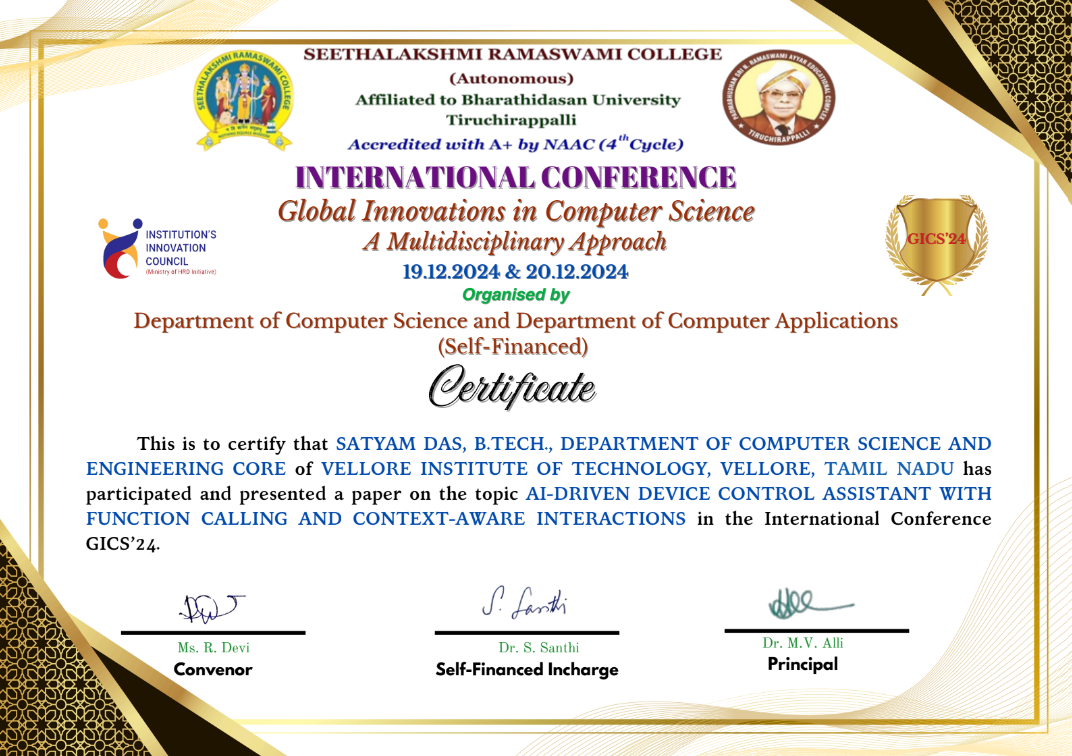 SEETHALAKSHMI RAMASWAMI COLLEGE
(Autonomous)
Affiliated to Bharathidasan University
Tiruchirappalli
Accredited with A+ by NAAC (4th Cycle)
SEETHALAKSHMI RAMASWAMI COLLEGE
TIRUCHIRAPPALLI
INTERNATIONAL CONFERENCE
Global Innovations in Computer Science
A Multidisciplinary Approach
19.12.2024 & 20.12.2024
Organised by
INSTITUTION'S
INNOVATION
COUNCIL
(Ministry of HRD Initiative)
GICS'24
Department of Computer Science and Department of Computer Applications
(Self-Financed)
Certificate
This is to certify that SATYAM DAS, B.TECH., DEPARTMENT OF COMPUTER SCIENCE AND
ENGINEERING CORE of VELLORE INSTITUTE OF TECHNOLOGY, VELLORE, TAMIL NADU has
participated and presented a paper on the topic AI-DRIVEN DEVICE CONTROL ASSISTANT WITH
FUNCTION CALLING AND CONTEXT-AWARE INTERACTIONS in the International Conference
GICS’24.
S. Santhi
Ms. R. Devi
Convenor
Dr. S. Santhi
Self-Financed Incharge
Dr. M.V. Alli
Principal